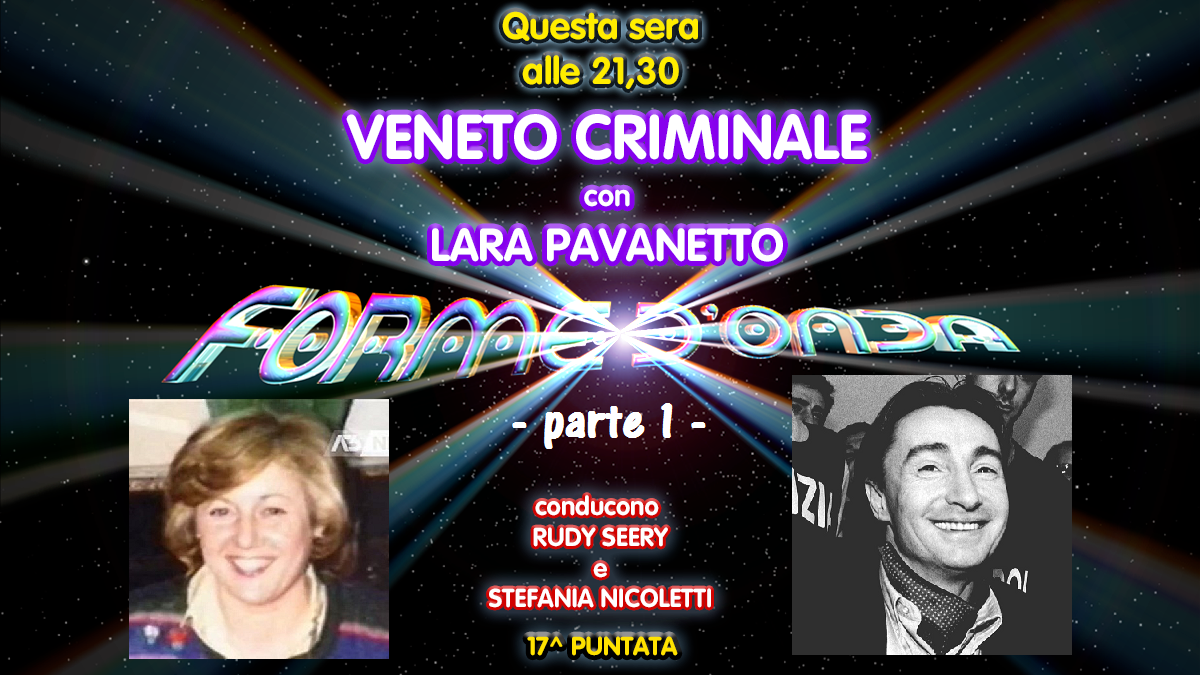 Questa sera
alle 21,30
VENETO CRIMINALE
con
LARA PAVANETTO
FORME D'ONDA
- parte 1 -
conducono
RUDY SEERY
e
STEFANIA NICOLETTI
17^ PUNTATA